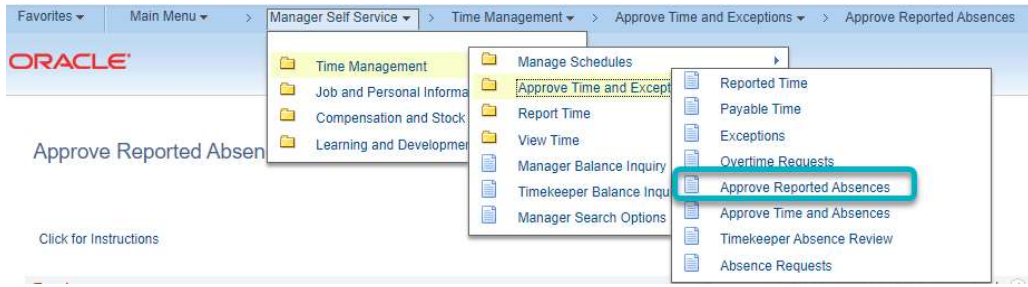 Favorites Main Menu > Manager Self Service > Time Management > Approve Time and Exceptions > Approve Reported Absences
ORACLE'
Time Management
Job and Personal Informa
Compensation and Stock
Learning and Developmer
Manage Schedules
Approve Time and Except
Report Time
View Time
Manager Balance Inquiry
Timekeeper Balance Inqu
Manager Search Options
Reported Time
Payable Time
Exceptions
Overtime Requests
Approve Reported Absences
Approve Time and Absences
Timekeeper Absence Review
Absence Requests
Approve Reported Absen
Click for Instructions